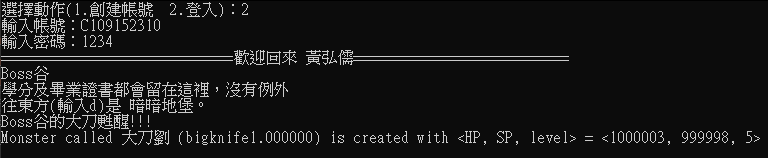 選擇動作(1.創建帳號  2.登入)：2
輸入帳號：C109152310
輸入密碼：1234
==============================歡迎回來 黃弘儒============================
Boss谷
學分及畢業證書都會留在這裡，沒有例外
往東方(輸入d)是 暗暗地堡。
Boss谷的大刀甦醒!!!
Monster called 大刀劉 (bigknife1.000000) is created with <HP, SP, level> = <1000003, 999998, 5>